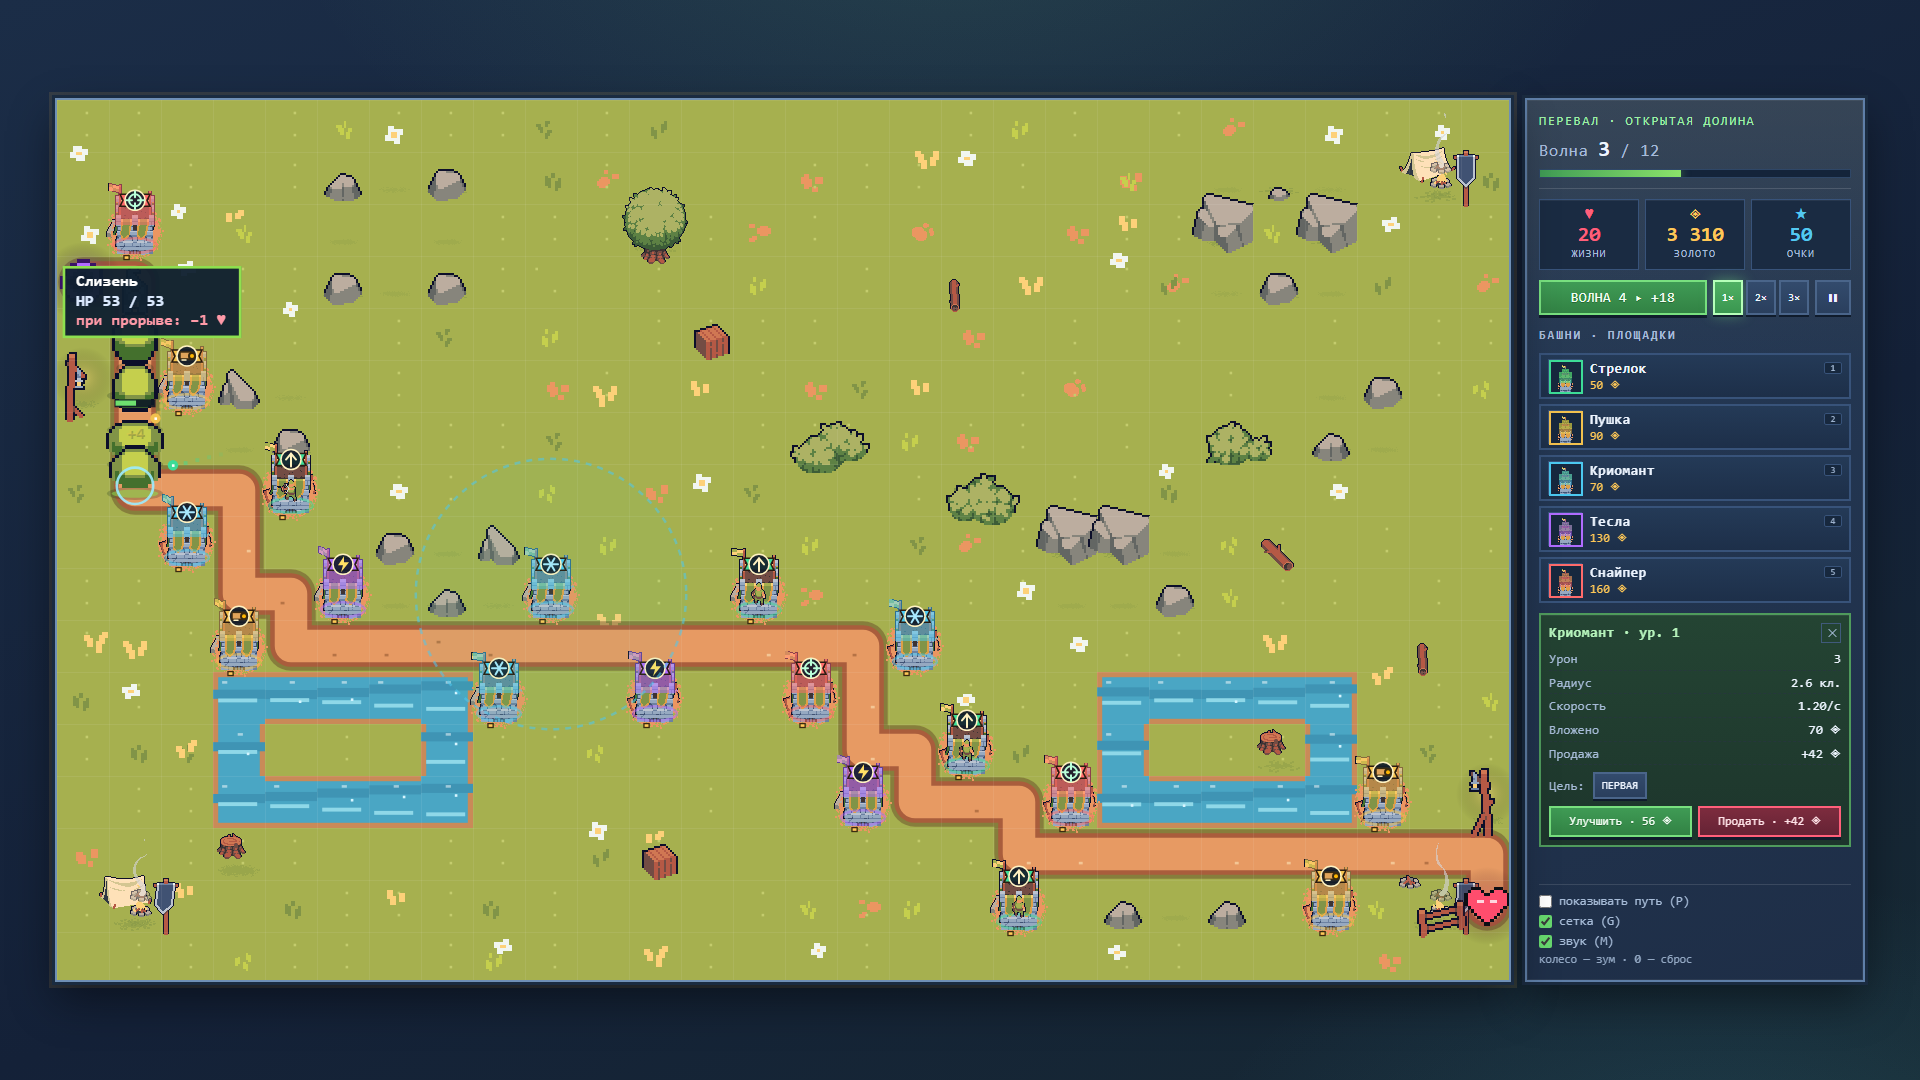 Слизень
HP 53 / 53
при прорыве: −1 ♥
+4
ПЕРЕВАЛ · ОТКРЫТАЯ ДОЛИНА
Волна 3 / 12
♥ ◈ ★
20 3 310 50
ЖИЗНИ ЗОЛОТО ОЧКИ
ВОЛНА 4 ▸ +18 1× 2× 3×
БАШНИ · ПЛОЩАДКИ
Стрелок 1
50 ◈
Пушка 2
90 ◈
Криомант 3
70 ◈
Тесла 4
130 ◈
Снайпер 5
160 ◈
Криомант · ур. 1
Урон 3
Радиус 2.6 кл.
Скорость 1.20/с
Вложено 70 ◈
Продажа +42 ◈
Цель: ПЕРВАЯ
Улучшить · 56 ◈ Продать · +42 ◈
показывать путь (P)
сетка (G)
звук (M)
колесо — зум · 0 — сброс